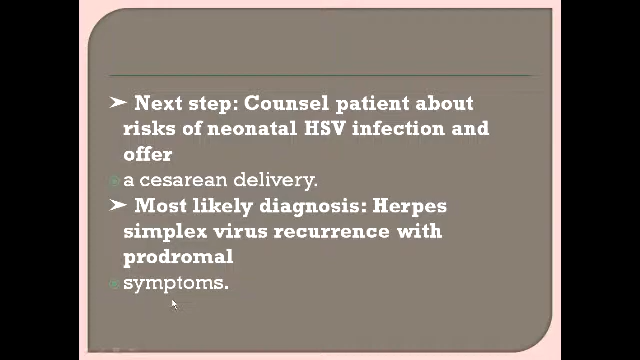 ➤ Next step: Counsel patient about
risks of neonatal HSV infection and
offer
a cesarean delivery.
➤ Most likely diagnosis: Herpes
simplex virus recurrence with
prodromal
symptoms.